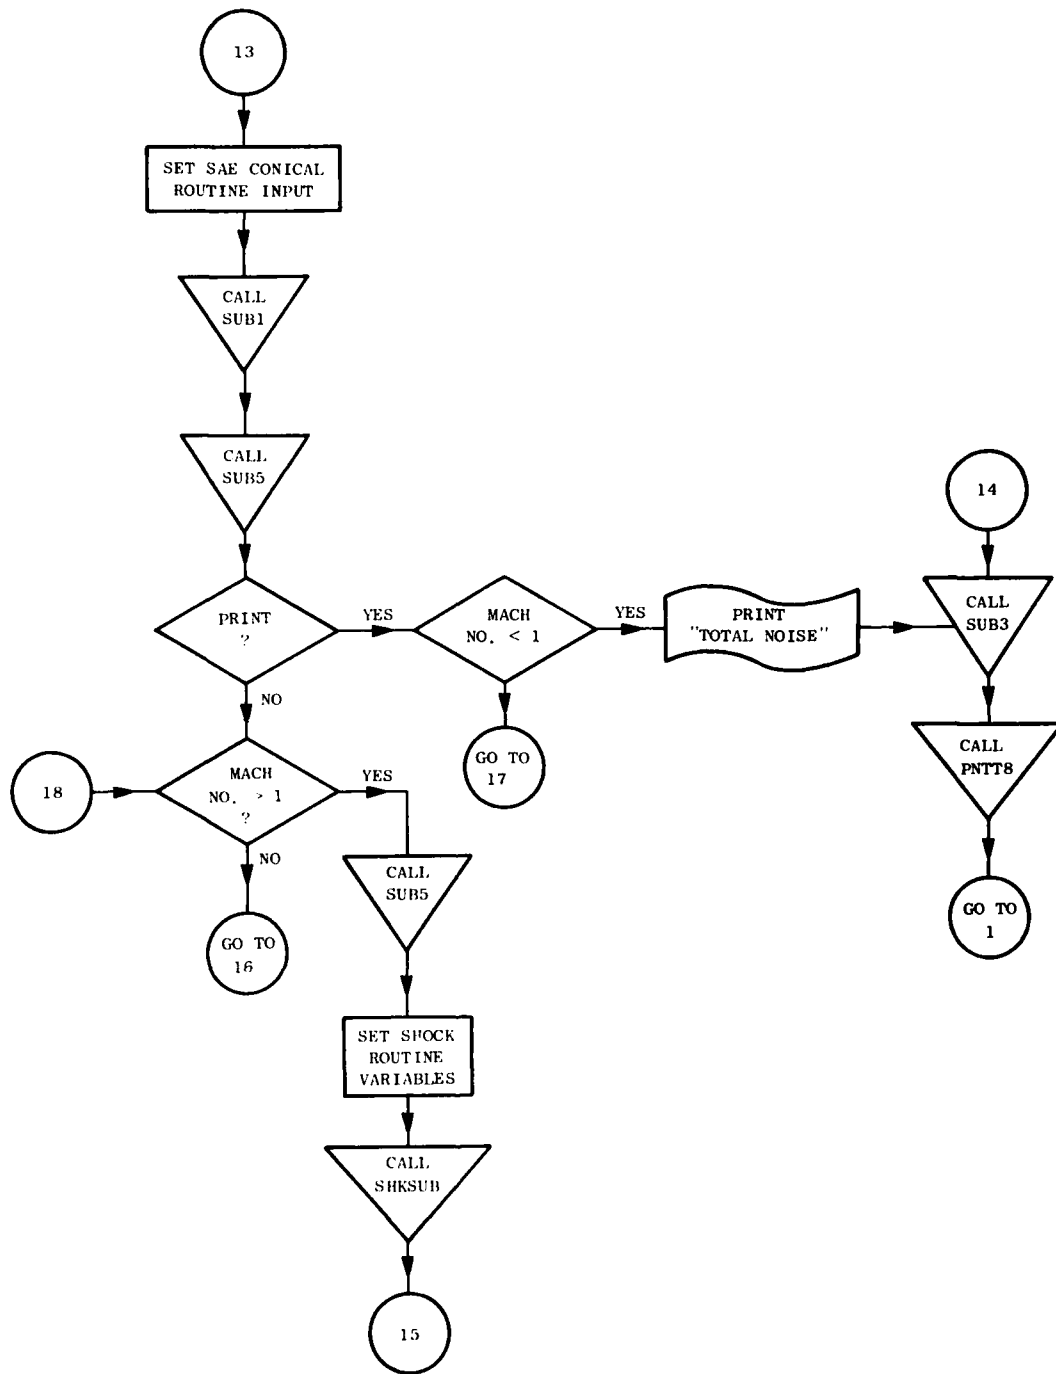 13
SET SAE CONICAL
ROUTINE INPUT
CALL
SUB1
CALL
SUB5
14
PRINT
?
YES
MACH
NO. < 1
YES
PRINT
"TOTAL NOISE"
CALL
SUB3
NO
GO TO
17
CALL
PNTT8
18
MACH
NO. > 1
?
YES
NO
CALL
SUB5
GO TO
1
GO TO
16
SET SHOCK
ROUTINE
VARIABLES
CALL
SHKSUB
15